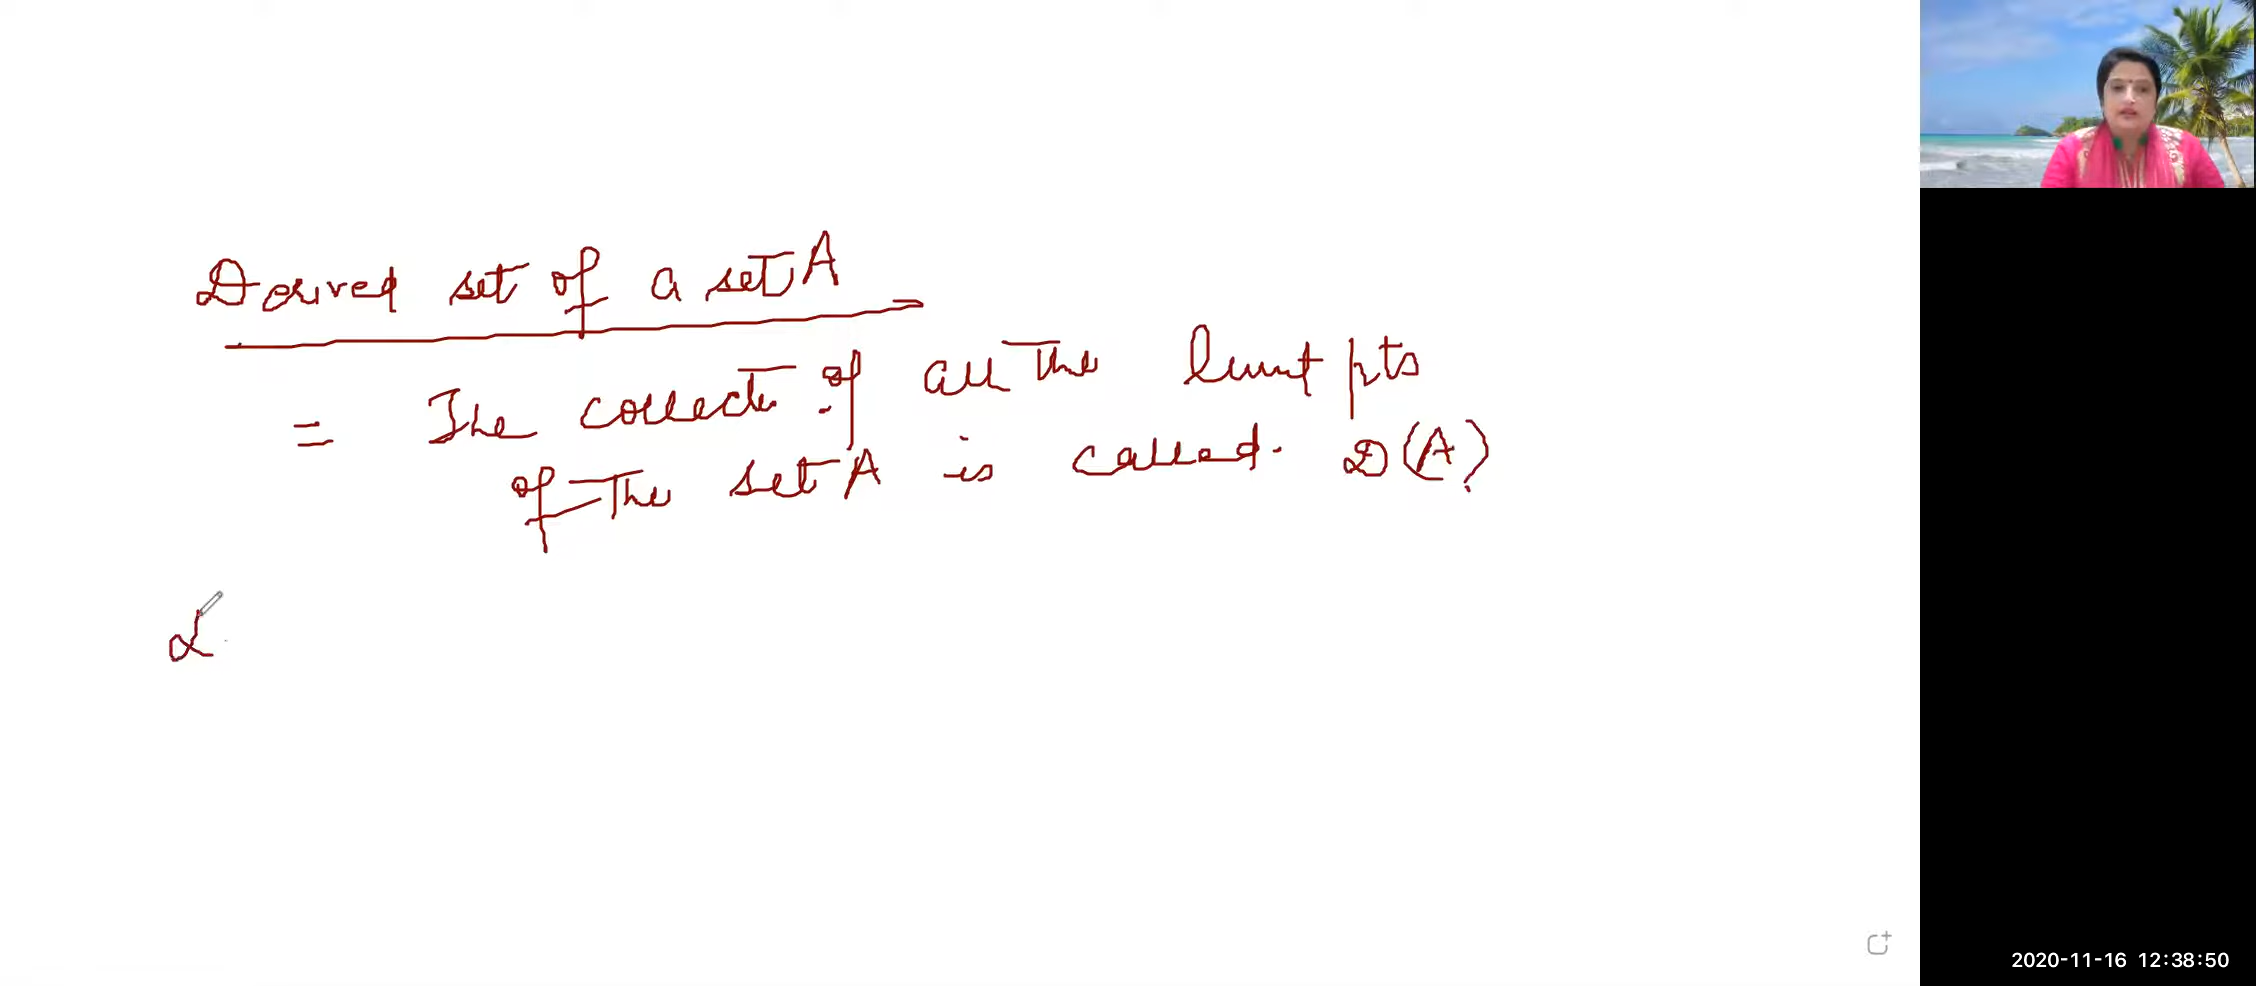 Derived set of a set A
= The collectn. of all the limit pts
of the set A is called. D(A)
2020-11-16 12:38:50